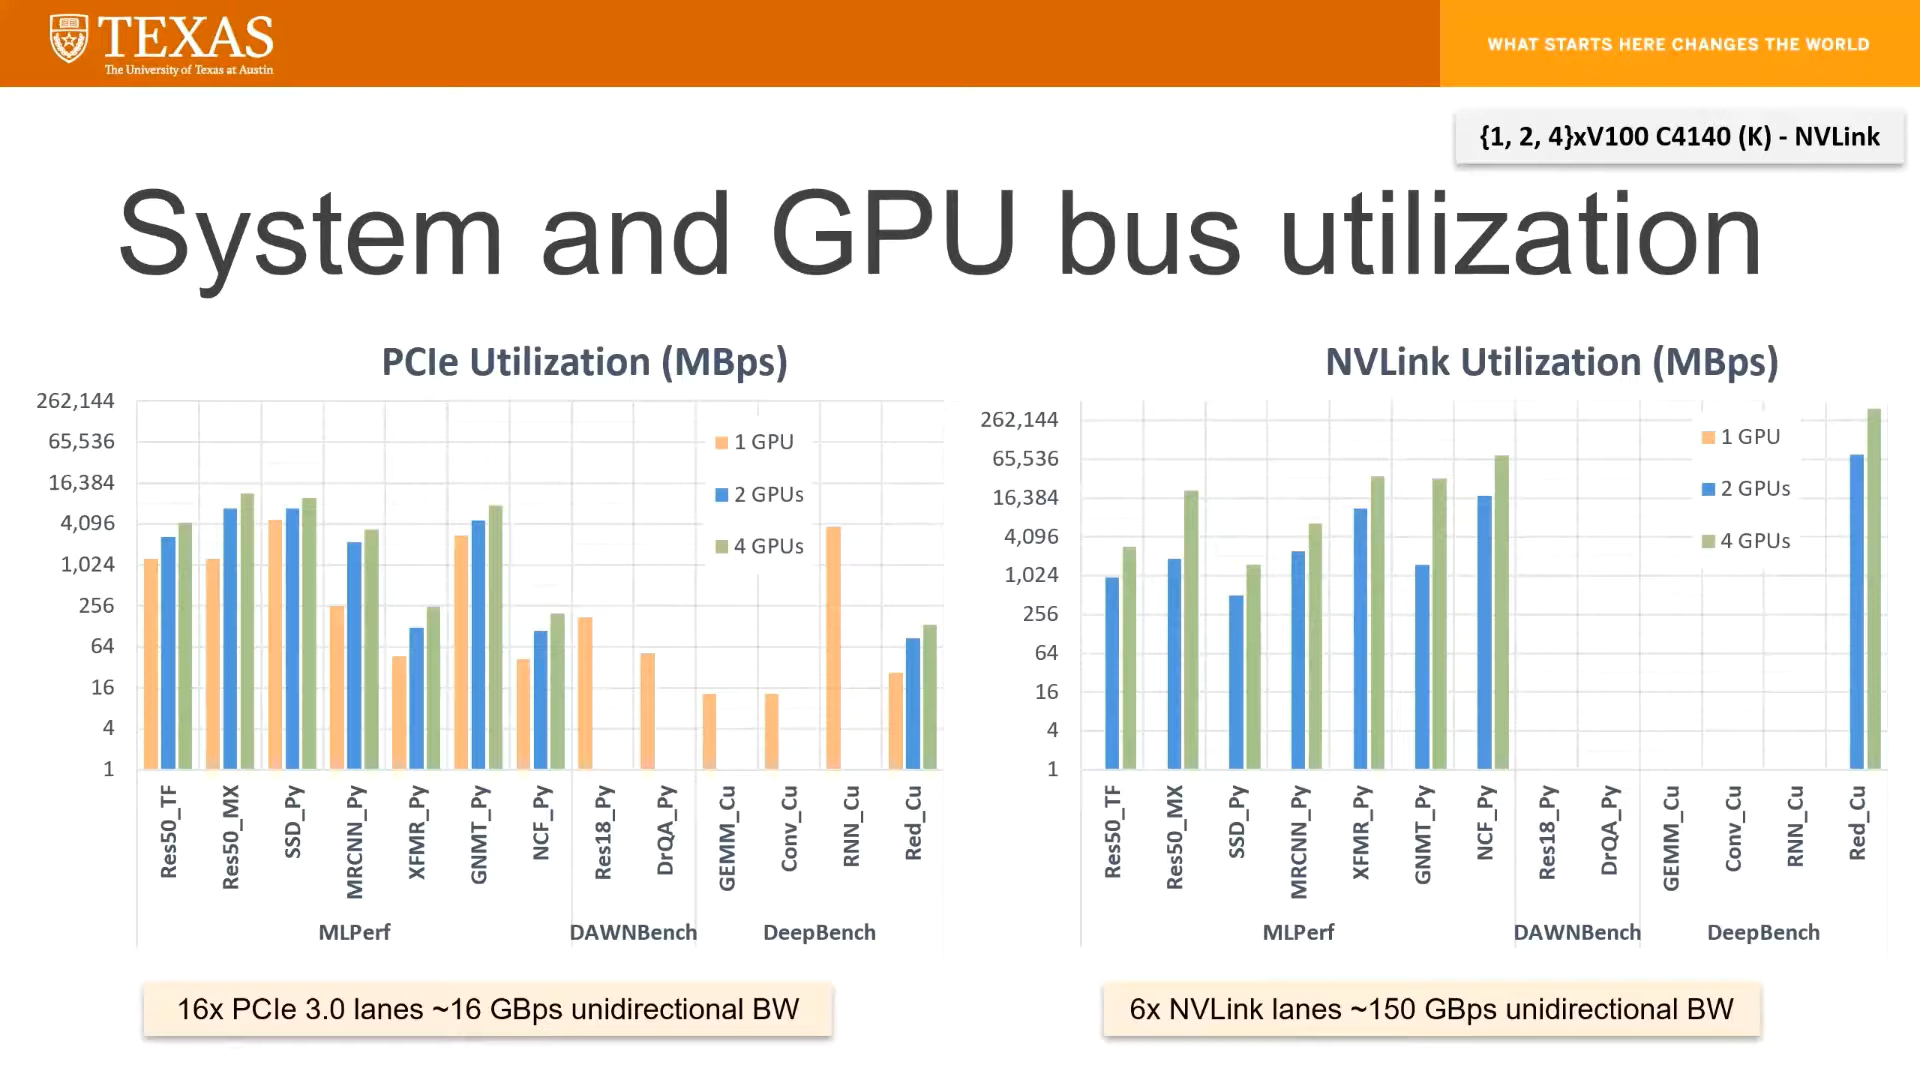 TEXAS
The University of Texas at Austin
WHAT STARTS HERE CHANGES THE WORLD
{1, 2, 4}xV100 C4140 (K) - NVLink
System and GPU bus utilization
PCIe Utilization (MBps)
262,144
65,536
16,384
4,096
1,024
256
64
16
4
1
1 GPU
2 GPUs
4 GPUs
Res50_TF
Res50_MX
SSD_Py
MRCNN_Py
XFMR_Py
GNMT_Py
NCF_Py
Res18_Py
DrQA_Py
GEMM_Cu
Conv_Cu
RNN_Cu
Red_Cu
MLPerf
DAWNBench
DeepBench
16x PCIe 3.0 lanes ~16 GBps unidirectional BW
NVLink Utilization (MBps)
262,144
65,536
16,384
4,096
1,024
256
64
16
4
1
1 GPU
2 GPUs
4 GPUs
Res50_TF
Res50_MX
SSD_Py
MRCNN_Py
XFMR_Py
GNMT_Py
NCF_Py
Res18_Py
DrQA_Py
GEMM_Cu
Conv_Cu
RNN_Cu
Red_Cu
MLPerf
DAWNBench
DeepBench
6x NVLink lanes ~150 GBps unidirectional BW